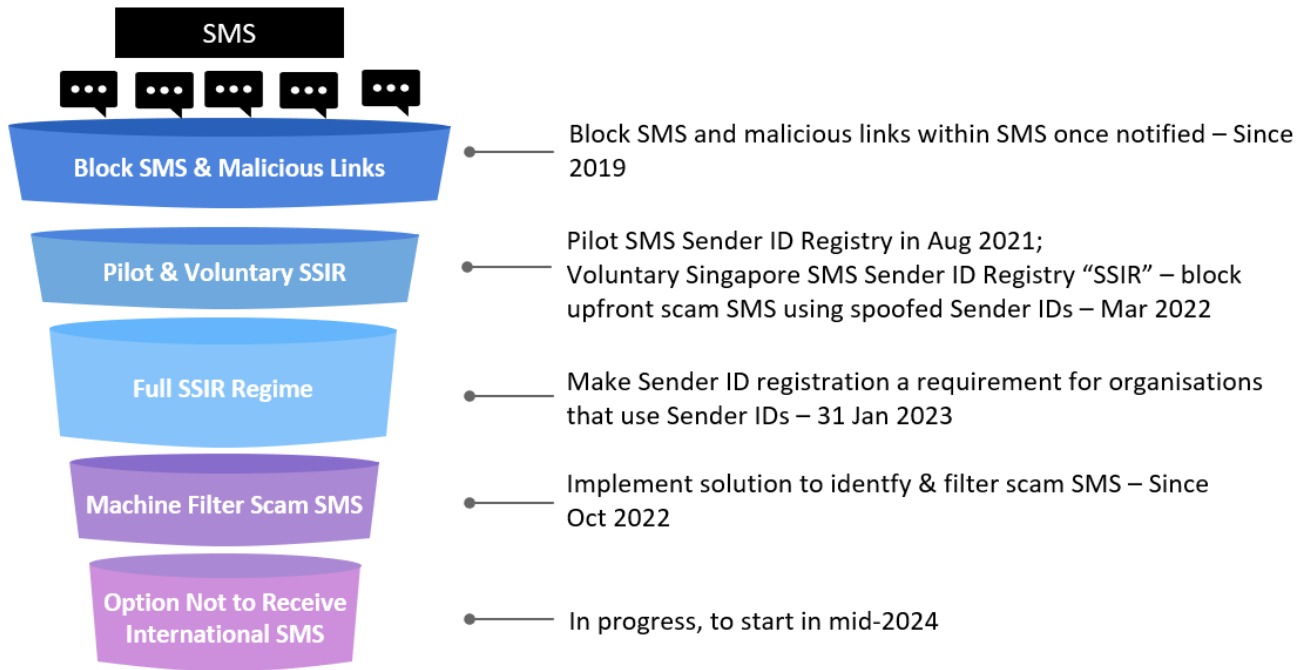 SMS
Block SMS & Malicious Links
Block SMS and malicious links within SMS once notified – Since
2019
Pilot & Voluntary SSIR
Pilot SMS Sender ID Registry in Aug 2021;
Voluntary Singapore SMS Sender ID Registry “SSIR” – block
upfront scam SMS using spoofed Sender IDs – Mar 2022
Full SSIR Regime
Make Sender ID registration a requirement for organisations
that use Sender IDs – 31 Jan 2023
Machine Filter Scam SMS
Implement solution to identfy & filter scam SMS – Since
Oct 2022
Option Not to Receive
International SMS
In progress, to start in mid-2024